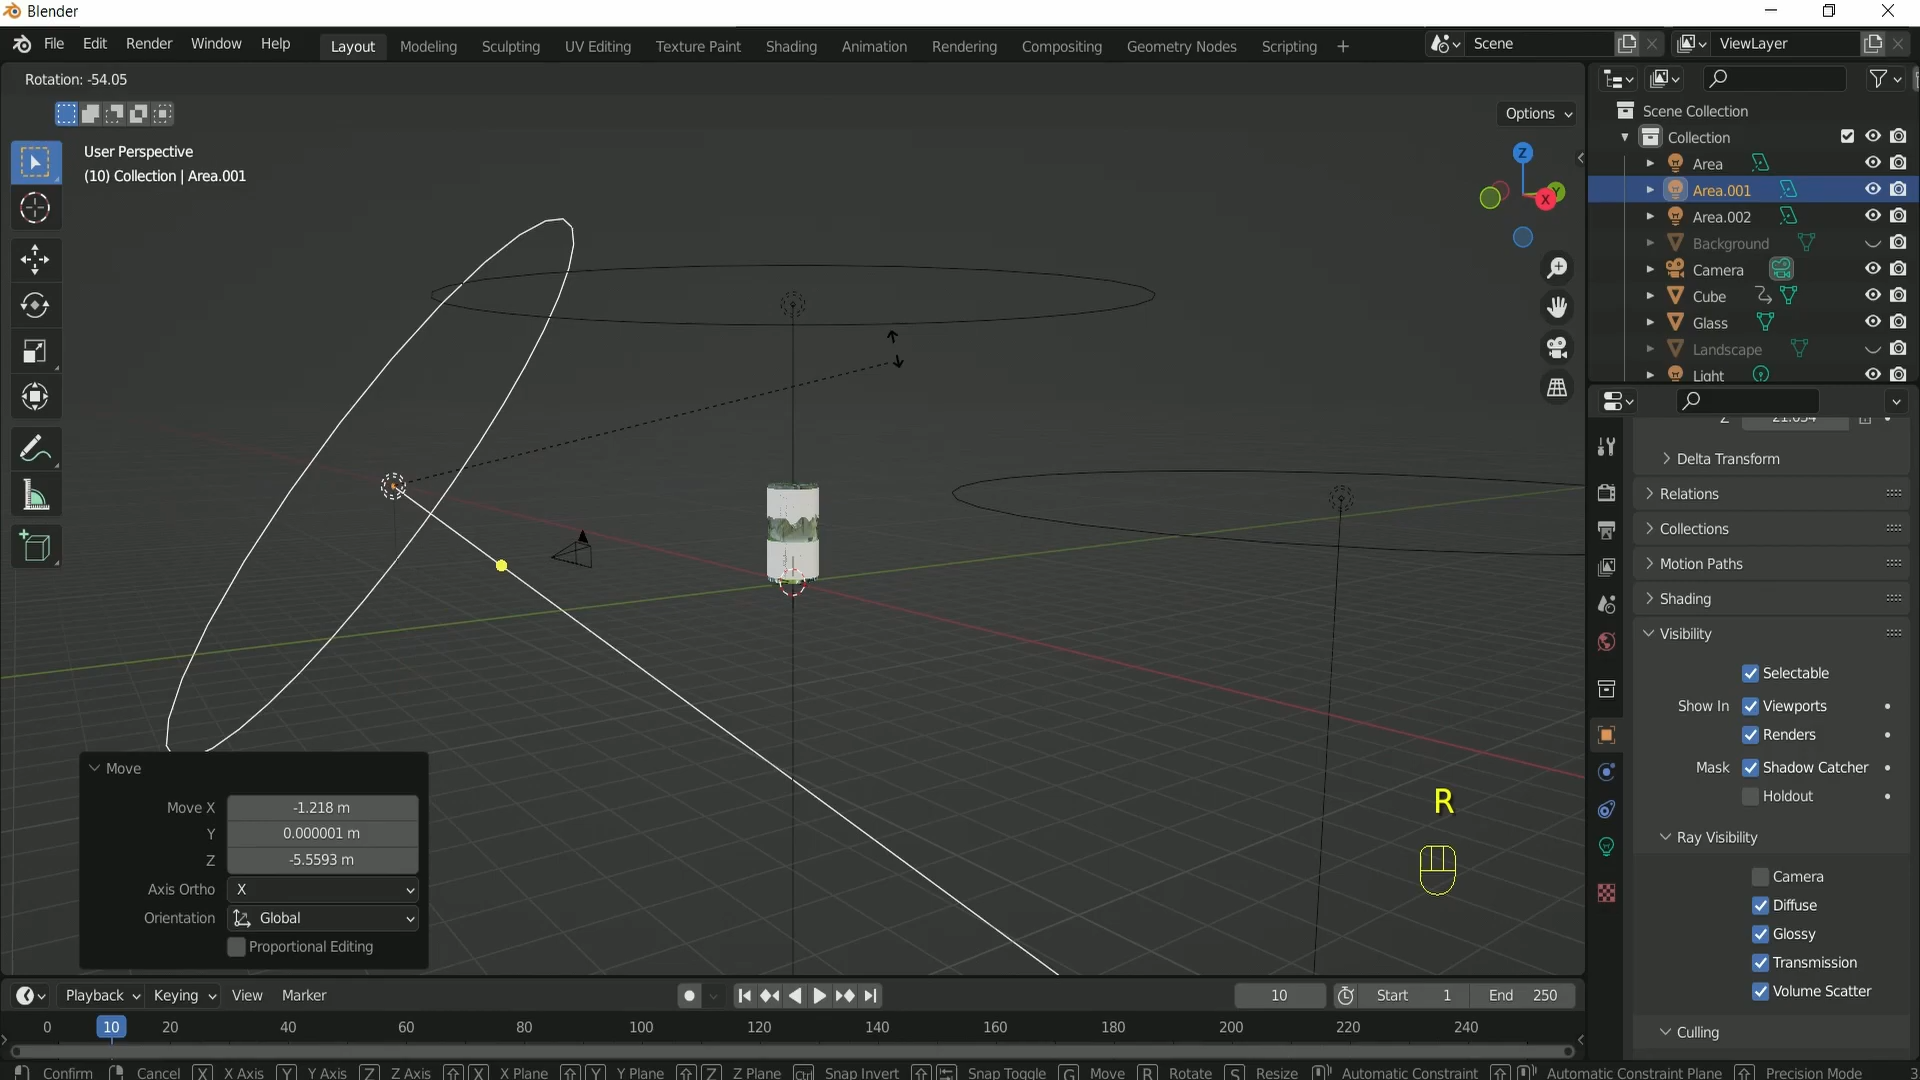 Blender
File Edit Render Window Help Layout Modeling Sculpting UV Editing Texture Paint Shading Animation Rendering Compositing Geometry Nodes Scripting + Scene ViewLayer
Rotation: -54.05
Options
User Perspective
(10) Collection | Area.001
Z
Y
X
Scene Collection
Collection
Area
Area.001
Area.002
Background
Camera
Cube
Glass
Landscape
Light
Delta Transform
Relations
Collections
Motion Paths
Shading
Visibility
Selectable
Show In Viewports
Renders
Mask Shadow Catcher
Holdout
Ray Visibility
Camera
Diffuse
Glossy
Transmission
Volume Scatter
Culling
Move
Move X -1.218 m
Y 0.000001 m
Z -5.5593 m
Axis Ortho X
Orientation Global
Proportional Editing
R
Playback Keying View Marker 10 Start 1 End 250
0 10 20 40 60 80 100 120 140 160 180 200 220 240
Confirm Cancel X X Axis Y Y Axis Z Z Axis X X Plane Y Y Plane Z Z Plane Ctrl Snap Invert Snap Toggle G Move R Rotate S Resize Automatic Constraint Automatic Constraint Plane Precision Mode 3